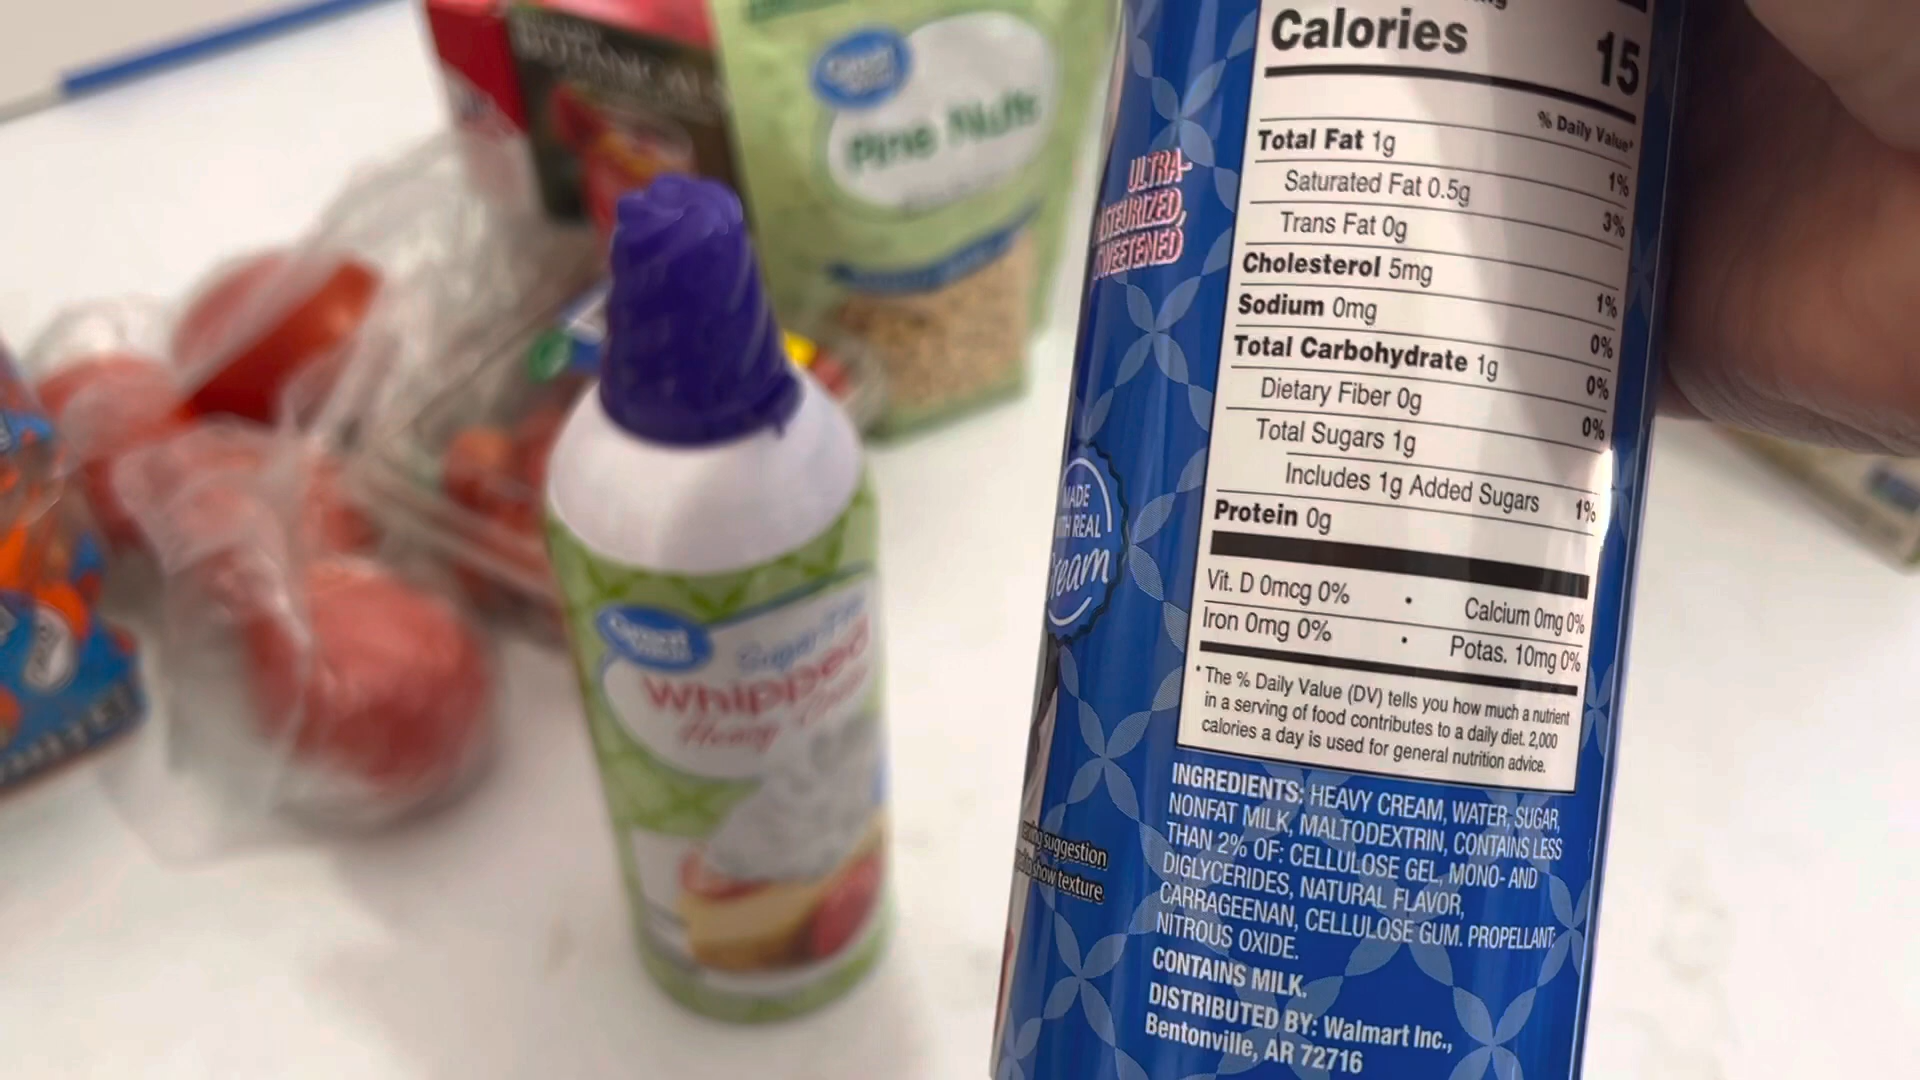 BOTANICALS
Great Value
Pine Nuts
Great Value
Sugar Free
Whipped
Heavy Cream
ULTRA-
SWEETENED
MADE
WITH REAL
Cream
suggestion
to show texture
Calories 15
% Daily Value*
Total Fat 1g 1%
Saturated Fat 0.5g 3%
Trans Fat 0g
Cholesterol 5mg 1%
Sodium 0mg 0%
Total Carbohydrate 1g 0%
Dietary Fiber 0g 0%
Total Sugars 1g
Includes 1g Added Sugars 1%
Protein 0g
Vit. D 0mcg 0% • Calcium 0mg 0%
Iron 0mg 0% • Potas. 10mg 0%
* The % Daily Value (DV) tells you how much a nutrient
in a serving of food contributes to a daily diet. 2,000
calories a day is used for general nutrition advice.
INGREDIENTS: HEAVY CREAM, WATER, SUGAR,
NONFAT MILK, MALTODEXTRIN, CONTAINS LESS
THAN 2% OF: CELLULOSE GEL, MONO- AND
DIGLYCERIDES, NATURAL FLAVOR,
CARRAGEENAN, CELLULOSE GUM. PROPELLANT:
NITROUS OXIDE.
CONTAINS MILK.
DISTRIBUTED BY: Walmart Inc.,
Bentonville, AR 72716